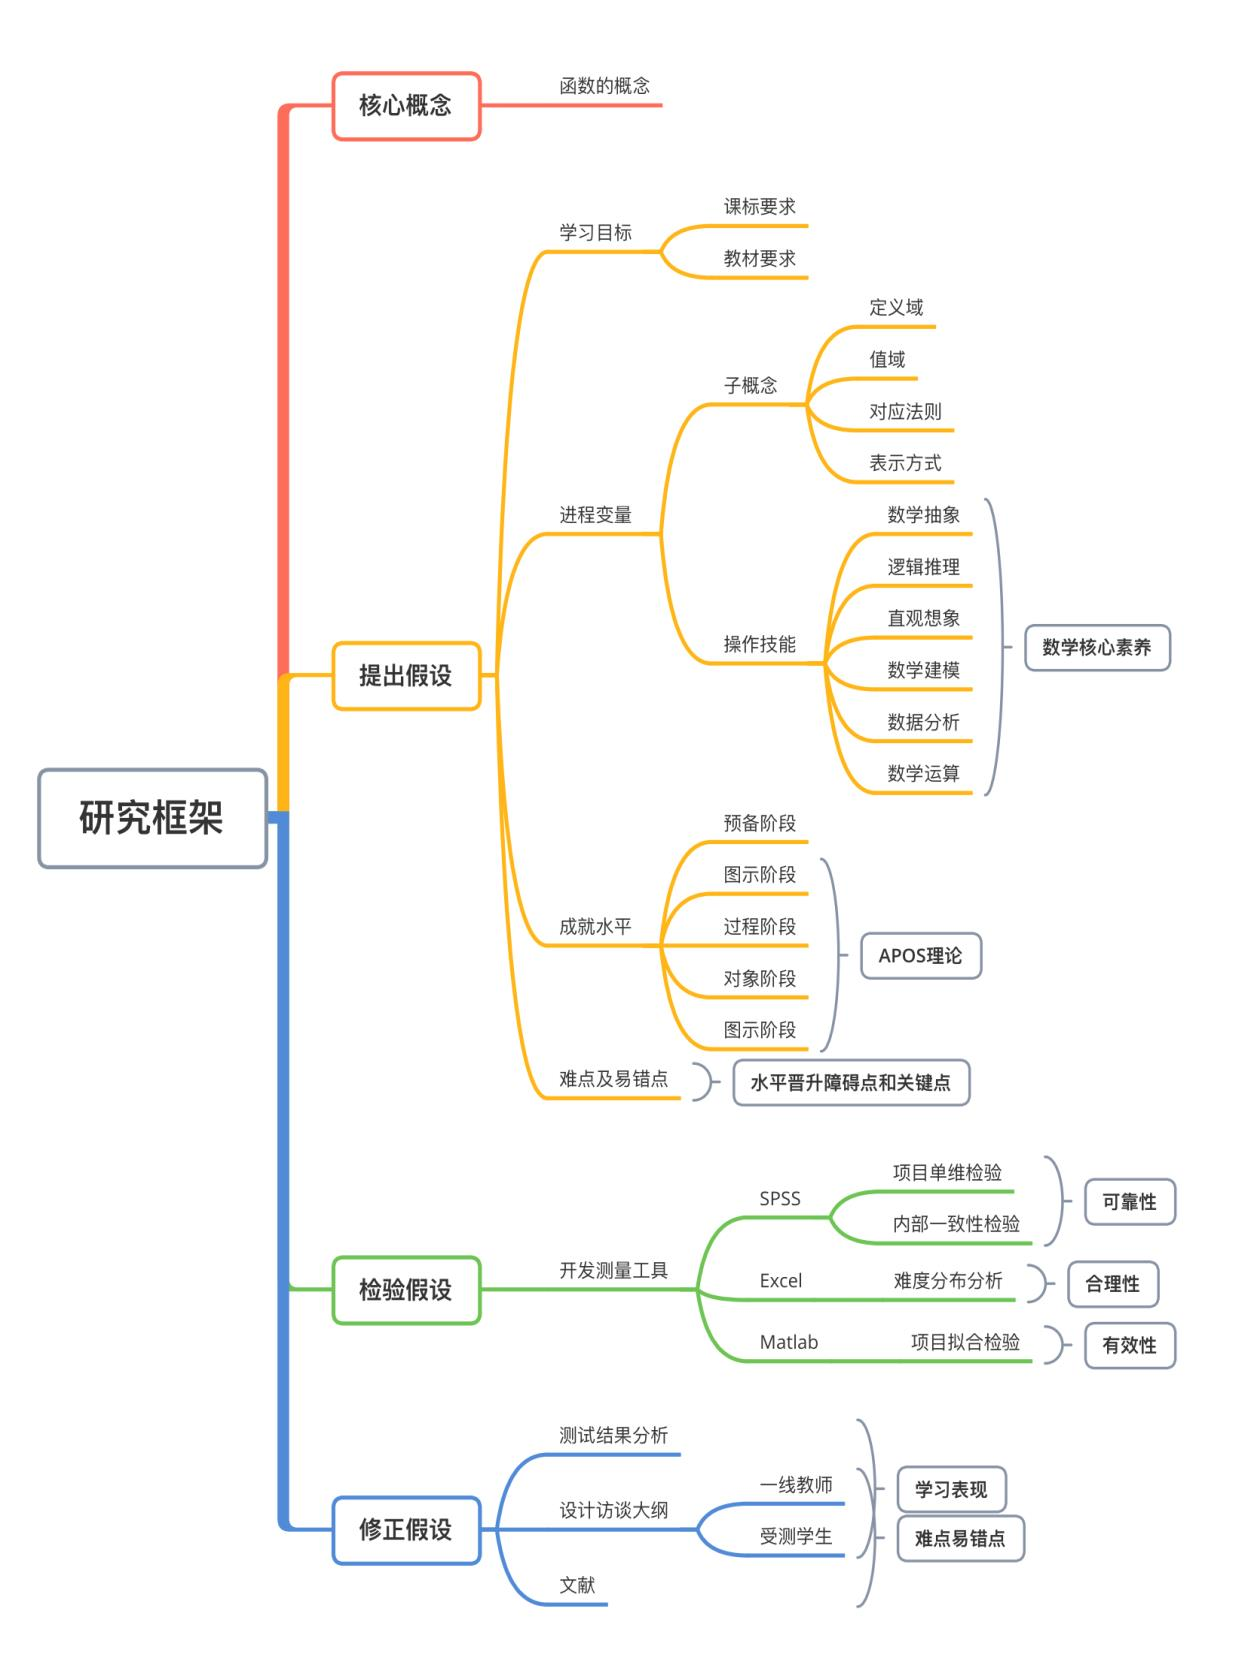 研究框架
核心概念
函数的概念
提出假设
学习目标
课标要求
教材要求
进程变量
子概念
定义域
值域
对应法则
表示方式
操作技能
数学抽象
逻辑推理
直观想象
数学建模
数据分析
数学运算
数学核心素养
成就水平
预备阶段
图示阶段
过程阶段
对象阶段
图示阶段
APOS理论
难点及易错点
水平晋升障碍点和关键点
检验假设
开发测量工具
SPSS
项目单维检验
内部一致性检验
可靠性
Excel
难度分布分析
合理性
Matlab
项目拟合检验
有效性
修正假设
测试结果分析
设计访谈大纲
一线教师
受测学生
文献
学习表现
难点易错点